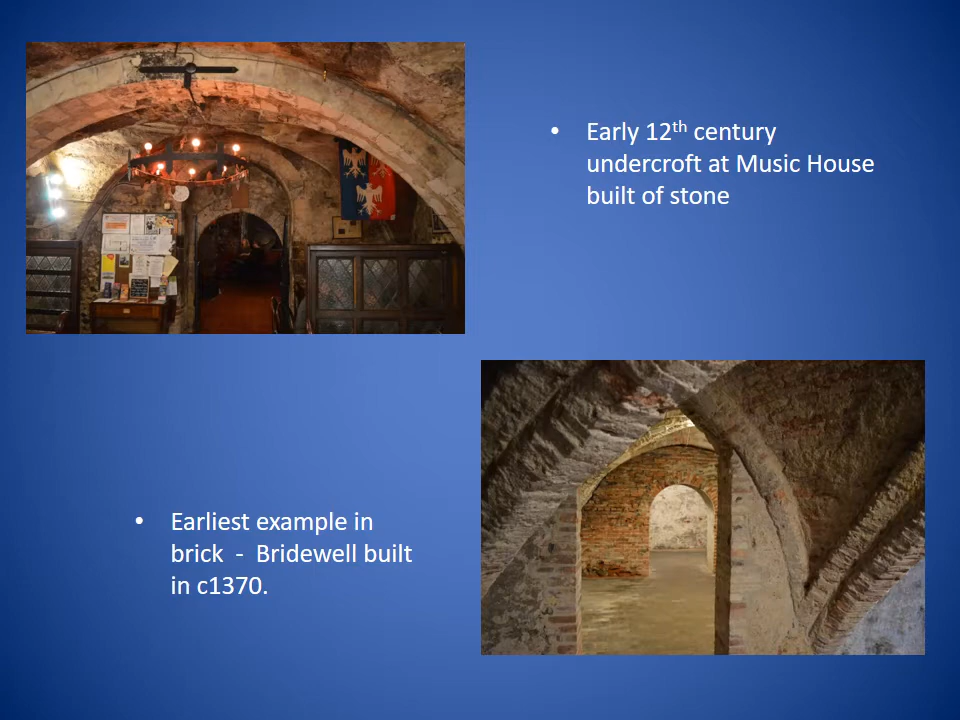 • Early 12th century
undercroft at Music House
built of stone
• Earliest example in
brick - Bridewell built
in c1370.